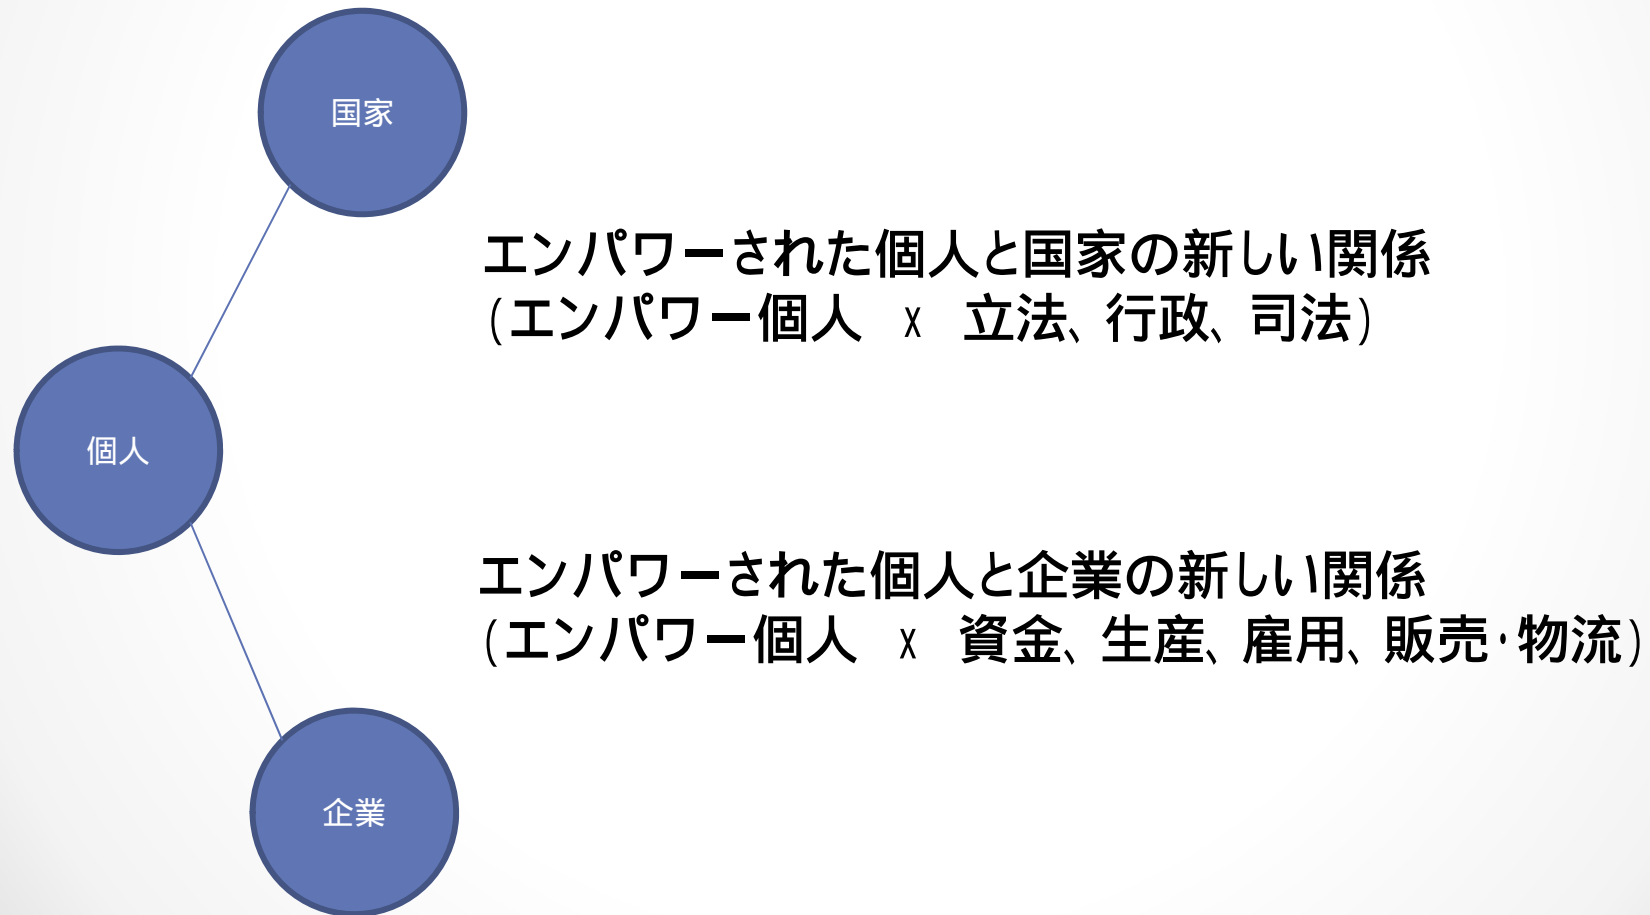 国家
エンパワーされた個人と国家の新しい関係
(エンパワー個人　x　立法、行政、司法)
個人
エンパワーされた個人と企業の新しい関係
(エンパワー個人　x　資金、生産、雇用、販売・物流)
企業